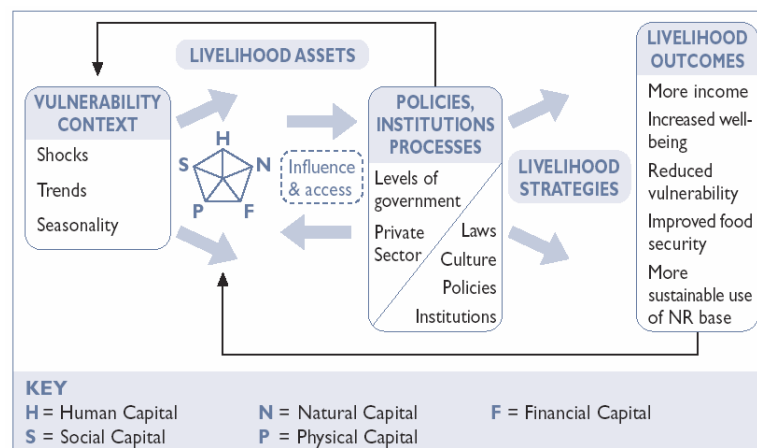 LIVELIHOOD ASSETS
VULNERABILITY
CONTEXT
Shocks
Trends
Seasonality
H
S
N
P
F
Influence
& access
POLICIES,
INSTITUTIONS
PROCESSES
Levels of
government
Private
Sector
Laws
Culture
Policies
Institutions
LIVELIHOOD
STRATEGIES
LIVELIHOOD
OUTCOMES
More income
Increased well-
being
Reduced
vulnerability
Improved food
security
More
sustainable use
of NR base
KEY
H = Human Capital
N = Natural Capital
F = Financial Capital
S = Social Capital
P = Physical Capital